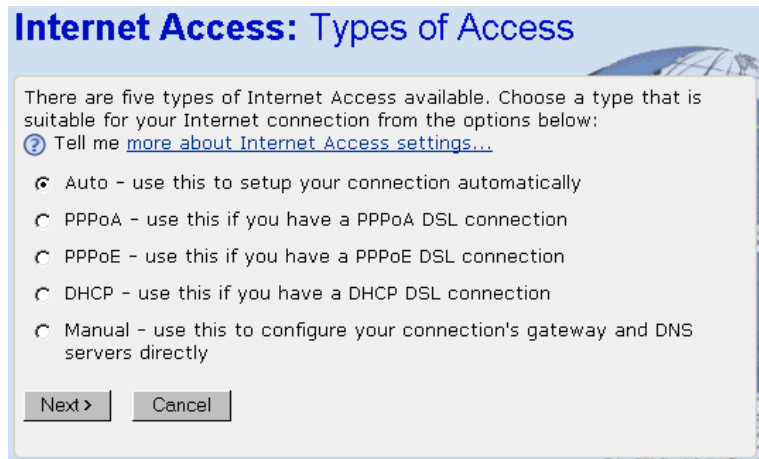 Internet Access: Types of Access
There are five types of Internet Access available. Choose a type that is
suitable for your Internet connection from the options below:
? Tell me more about Internet Access settings...
Auto - use this to setup your connection automatically
PPPoA - use this if you have a PPPoA DSL connection
PPPoE - use this if you have a PPPoE DSL connection
DHCP - use this if you have a DHCP DSL connection
Manual - use this to configure your connection's gateway and DNS
servers directly
Next >
Cancel